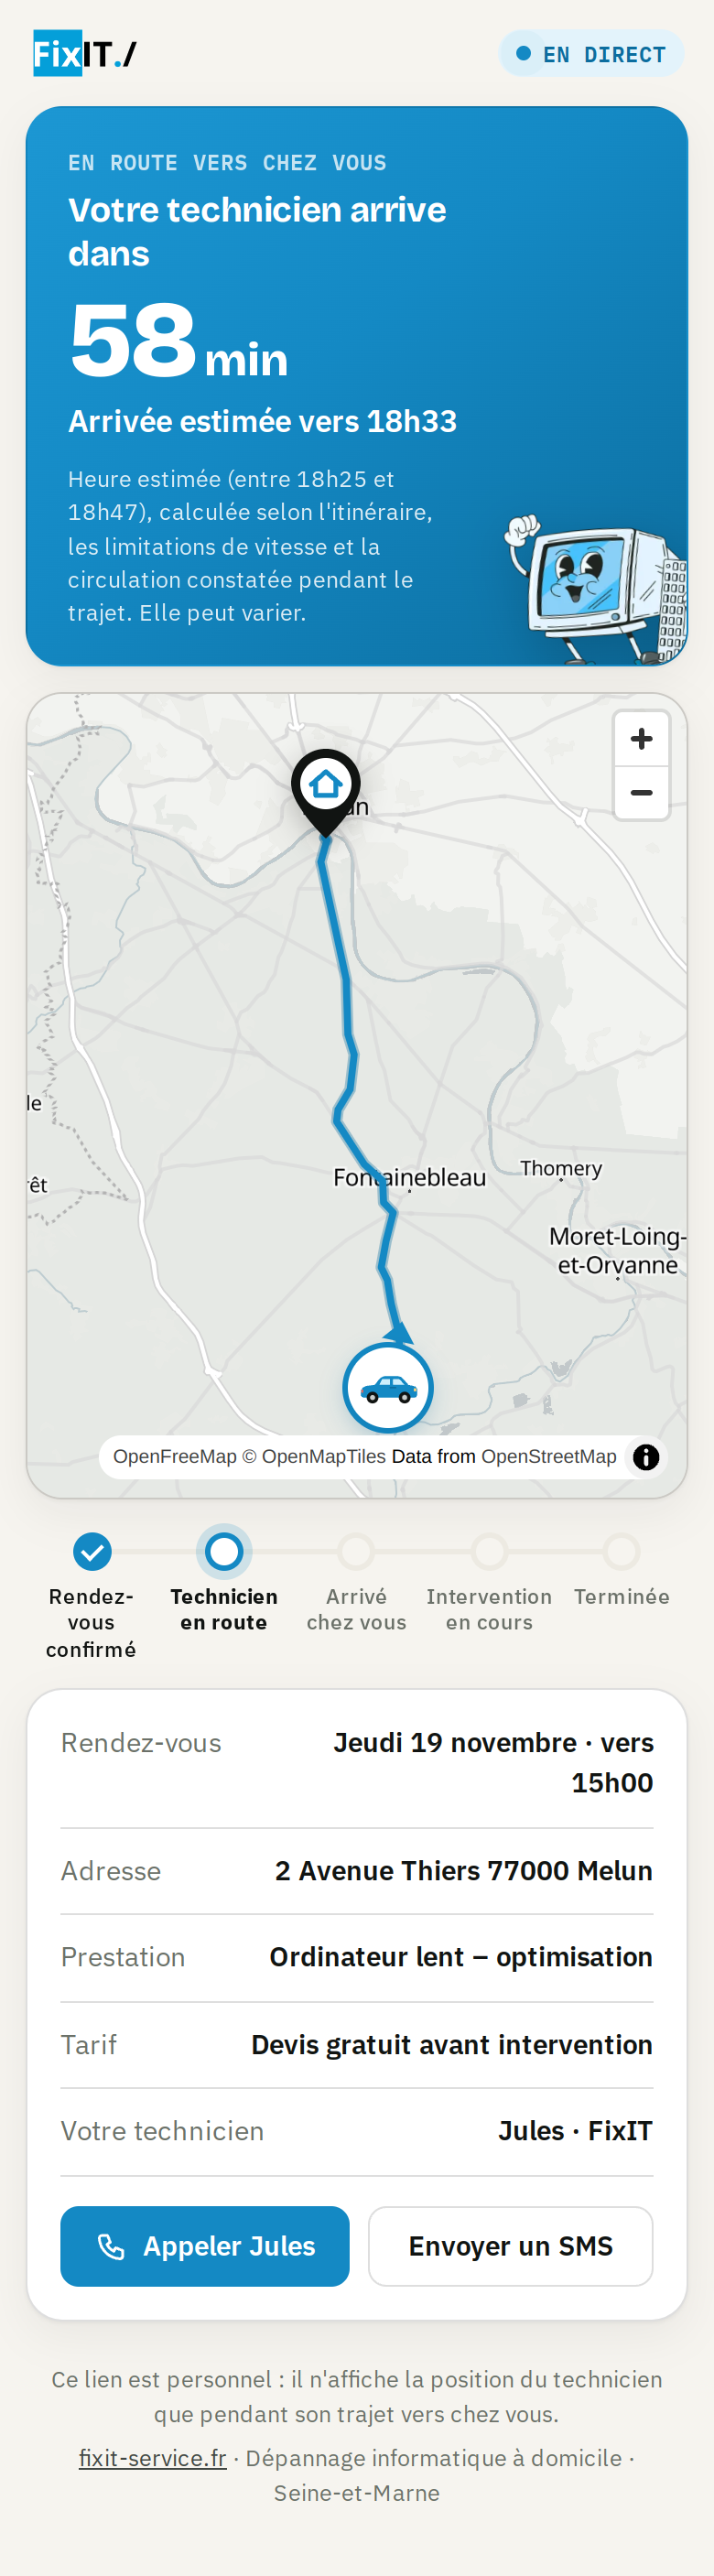 FixIT./
EN DIRECT
EN ROUTE VERS CHEZ VOUS
Votre technicien arrive
dans
58 min
Arrivée estimée vers 18h33
Heure estimée (entre 18h25 et
18h47), calculée selon l'itinéraire,
les limitations de vitesse et la
circulation constatée pendant le
trajet. Elle peut varier.
Fontainebleau
Thomery
Moret-Loing-
et-Orvanne
OpenFreeMap © OpenMapTiles Data from OpenStreetMap
Rendez-
vous
confirmé
Technicien
en route
Arrivé
chez vous
Intervention
en cours
Terminée
Rendez-vous
Jeudi 19 novembre · vers
15h00
Adresse
2 Avenue Thiers 77000 Melun
Prestation
Ordinateur lent – optimisation
Tarif
Devis gratuit avant intervention
Votre technicien
Jules · FixIT
Appeler Jules
Envoyer un SMS
Ce lien est personnel : il n'affiche la position du technicien
que pendant son trajet vers chez vous.
fixit-service.fr · Dépannage informatique à domicile ·
Seine-et-Marne